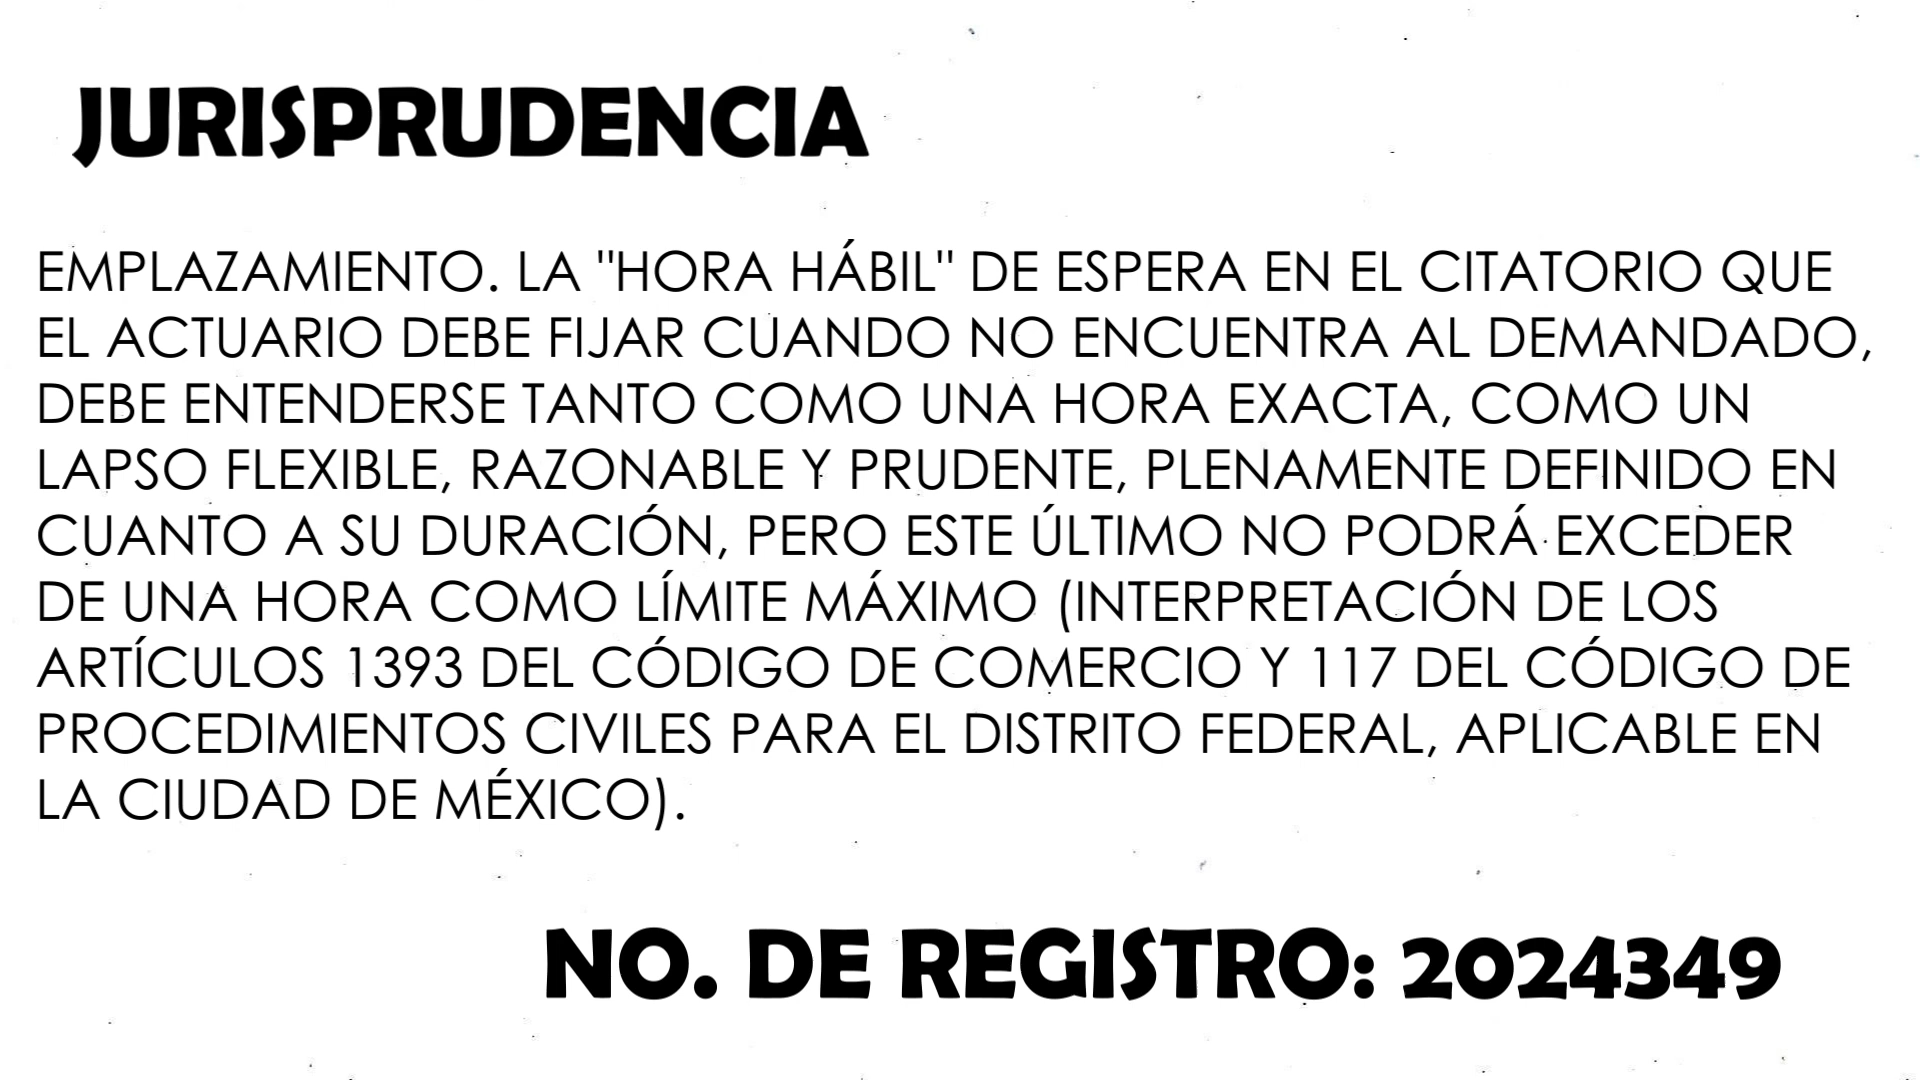 JURISPRUDENCIA
EMPLAZAMIENTO. LA "HORA HÁBIL" DE ESPERA EN EL CITATORIO QUE
EL ACTUARIO DEBE FIJAR CUANDO NO ENCUENTRA AL DEMANDADO,
DEBE ENTENDERSE TANTO COMO UNA HORA EXACTA, COMO UN
LAPSO FLEXIBLE, RAZONABLE Y PRUDENTE, PLENAMENTE DEFINIDO EN
CUANTO A SU DURACIÓN, PERO ESTE ÚLTIMO NO PODRÁ EXCEDER
DE UNA HORA COMO LÍMITE MÁXIMO (INTERPRETACIÓN DE LOS
ARTÍCULOS 1393 DEL CÓDIGO DE COMERCIO Y 117 DEL CÓDIGO DE
PROCEDIMIENTOS CIVILES PARA EL DISTRITO FEDERAL, APLICABLE EN
LA CIUDAD DE MÉXICO).
NO. DE REGISTRO: 2024349